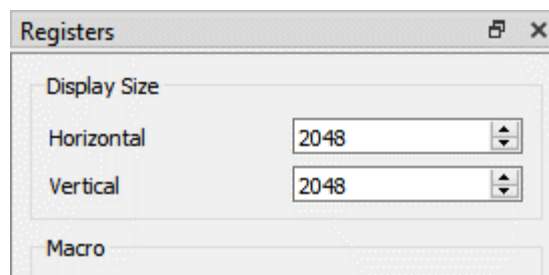 Registers
Display Size
Horizontal 2048
Vertical 2048
Macro